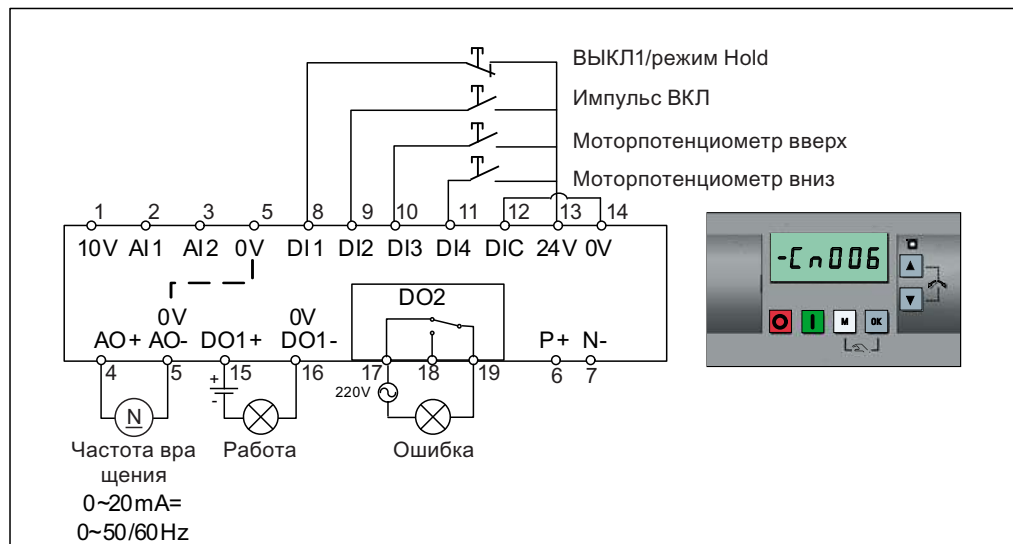 ВЫКЛ1/режим Hold
Импульс ВКЛ
Моторпотенциометр вверх
Моторпотенциометр вниз
1 2 3 5 8 9 10 11 12 13 14
10V AI1 AI2 0V DI1 DI2 DI3 DI4 DIC 24V 0V
-Cn006
M OK
DO2
0V 0V
AO+ AO- DO1+ DO1- P+ N-
4 5 15 16 17 18 19 6 7
+
-
220V
N
Частота вра
щения
Работа
Ошибка
0~20mA=
0~50/60Hz